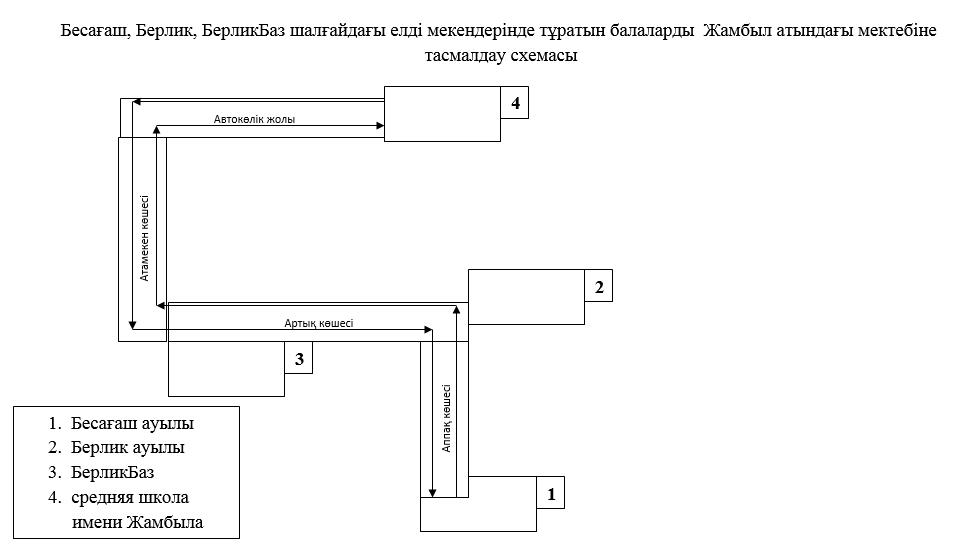 Бесағаш, Берлик, БерликБаз шалғайдағы елді мекендерінде тұратын балаларды Жамбыл атындағы мектебіне
тасмалдау схемасы
4
Автокөлік жолы
Атамекен көшесі
2
Артық көшесі
3
Аппақ көшесі
1
1. Бесағаш ауылы
2. Берлик ауылы
3. БерликБаз
4. средняя школа
имени Жамбыла